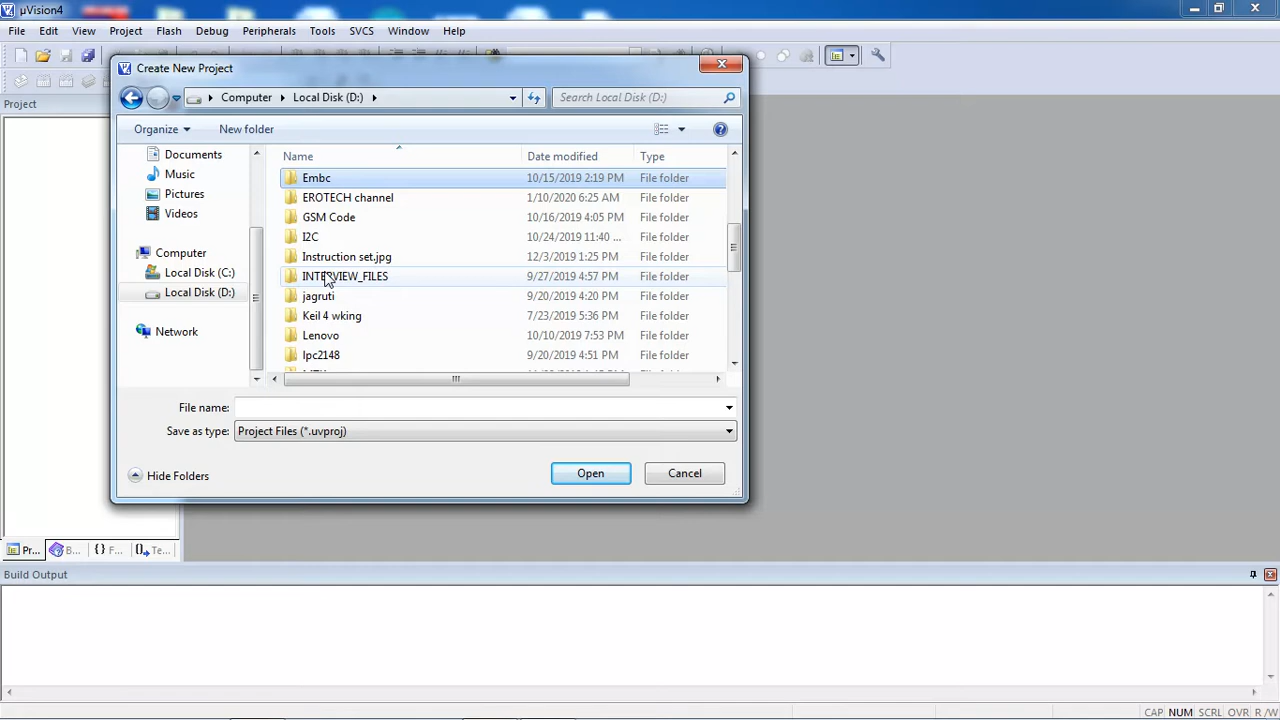 µVision4
File Edit View Project Flash Debug Peripherals Tools SVCS Window Help
Create New Project
Computer Local Disk (D:)
Search Local Disk (D:)
Organize New folder
Project
Documents
Music
Pictures
Videos
Computer
Local Disk (C:)
Local Disk (D:)
Network
Name Date modified Type
Embc 10/15/2019 2:19 PM File folder
EROTECH channel 1/10/2020 6:25 AM File folder
GSM Code 10/16/2019 4:05 PM File folder
I2C 10/24/2019 11:40 ... File folder
Instruction set.jpg 12/3/2019 1:25 PM File folder
INTERVIEW_FILES 9/27/2019 4:57 PM File folder
jagruti 9/20/2019 4:20 PM File folder
Keil 4 wking 7/23/2019 5:36 PM File folder
Lenovo 10/10/2019 7:53 PM File folder
lpc2148 9/20/2019 4:51 PM File folder
File name:
Save as type: Project Files (*.uvproj)
Hide Folders Open Cancel
Pr... B... {} F... Te...
Build Output
CAP NUM SCRL OVR R/W